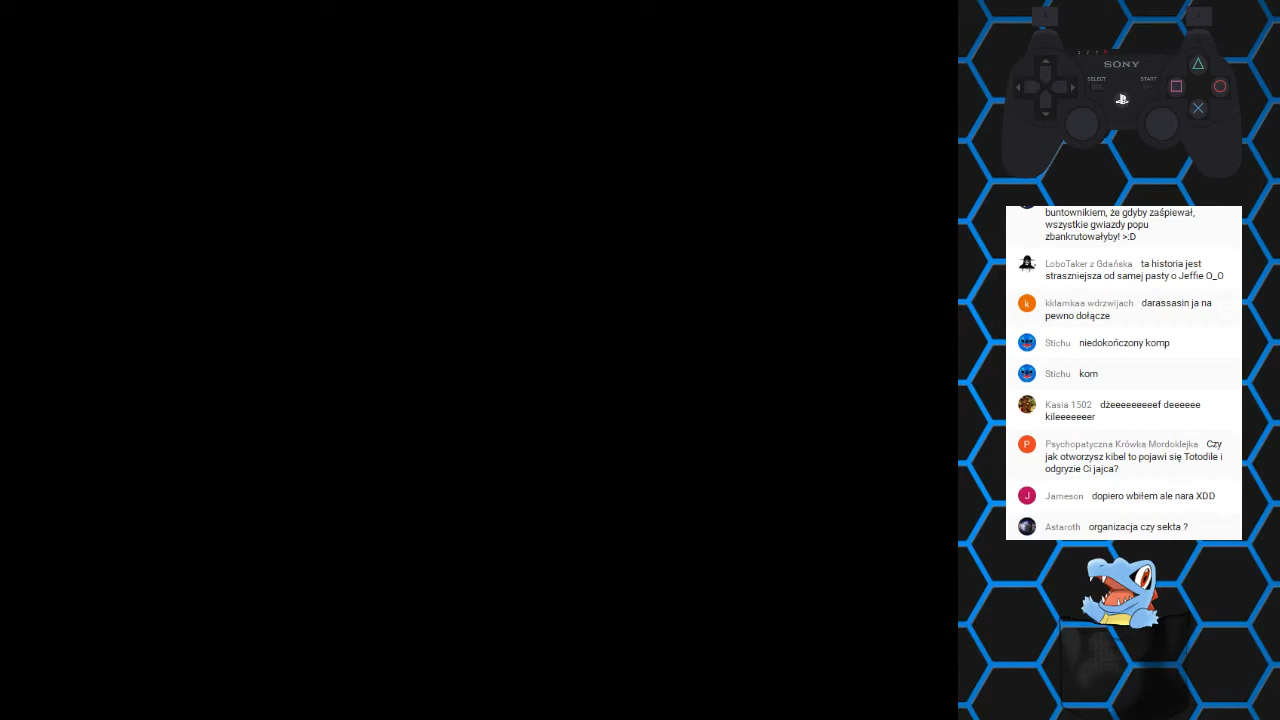 SONY
SELECT
START
buntownikiem, że gdyby zaśpiewał,
wszystkie gwiazdy popu
zbankrutowałyby! >:D
LoboTaker z Gdańska ta historia jest
straszniejsza od samej pasty o Jeffie O_O
k
kklamkaa wdrzwijach darassasin ja na
pewno dołącze
Stichu niedokończony komp
Stichu kom
Kasia 1502 dżeeeeeeeeef deeeeee
kileeeeeeer
P
Psychopatyczna Krówka Mordoklejka Czy
jak otworzysz kibel to pojawi się Totodile i
odgryzie Ci jajca?
J
Jameson dopiero wbiłem ale nara XDD
Astaroth organizacja czy sekta ?